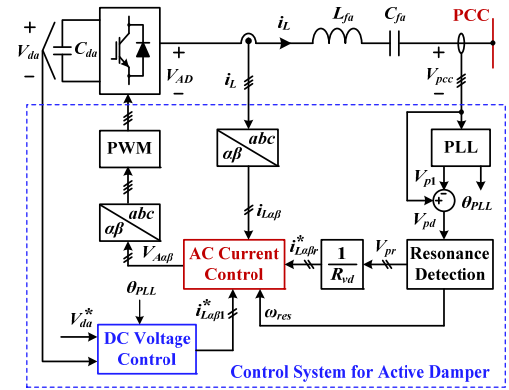 PCC
i_L
L_fa
C_fa
+
V_da
−
C_da
+
V_AD
−
i_L
+
V_pcc
−
PWM
abc
αβ
PLL
V_p1
θ_PLL
+
-
V_pd
abc
αβ
i_Lαβ
V_Aαβ
AC Current
Control
i*_Lαβr
1
R_vd
V_pr
Resonance
Detection
θ_PLL
i*_Lαβ1
ω_res
V_da*
DC Voltage
Control
Control System for Active Damper